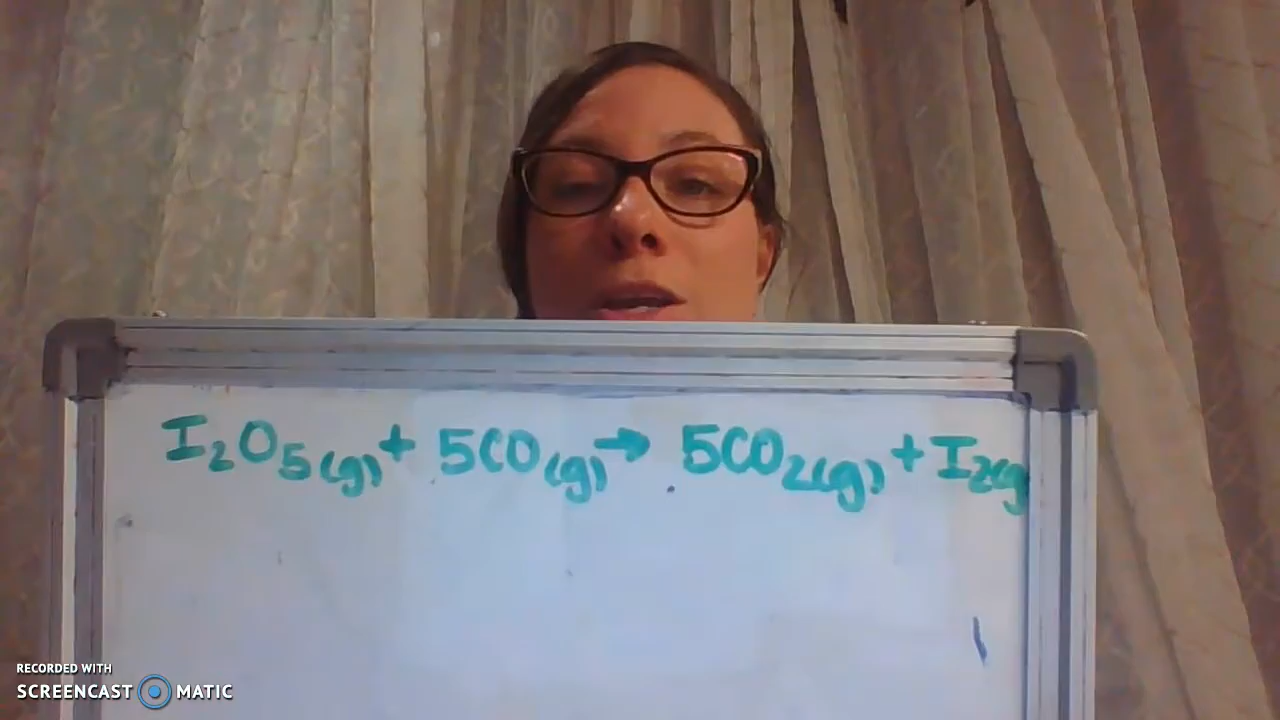 I₂O₅(g) + 5CO(g) → 5CO₂(g) + I₂(g
RECORDED WITH
SCREENCAST MATIC